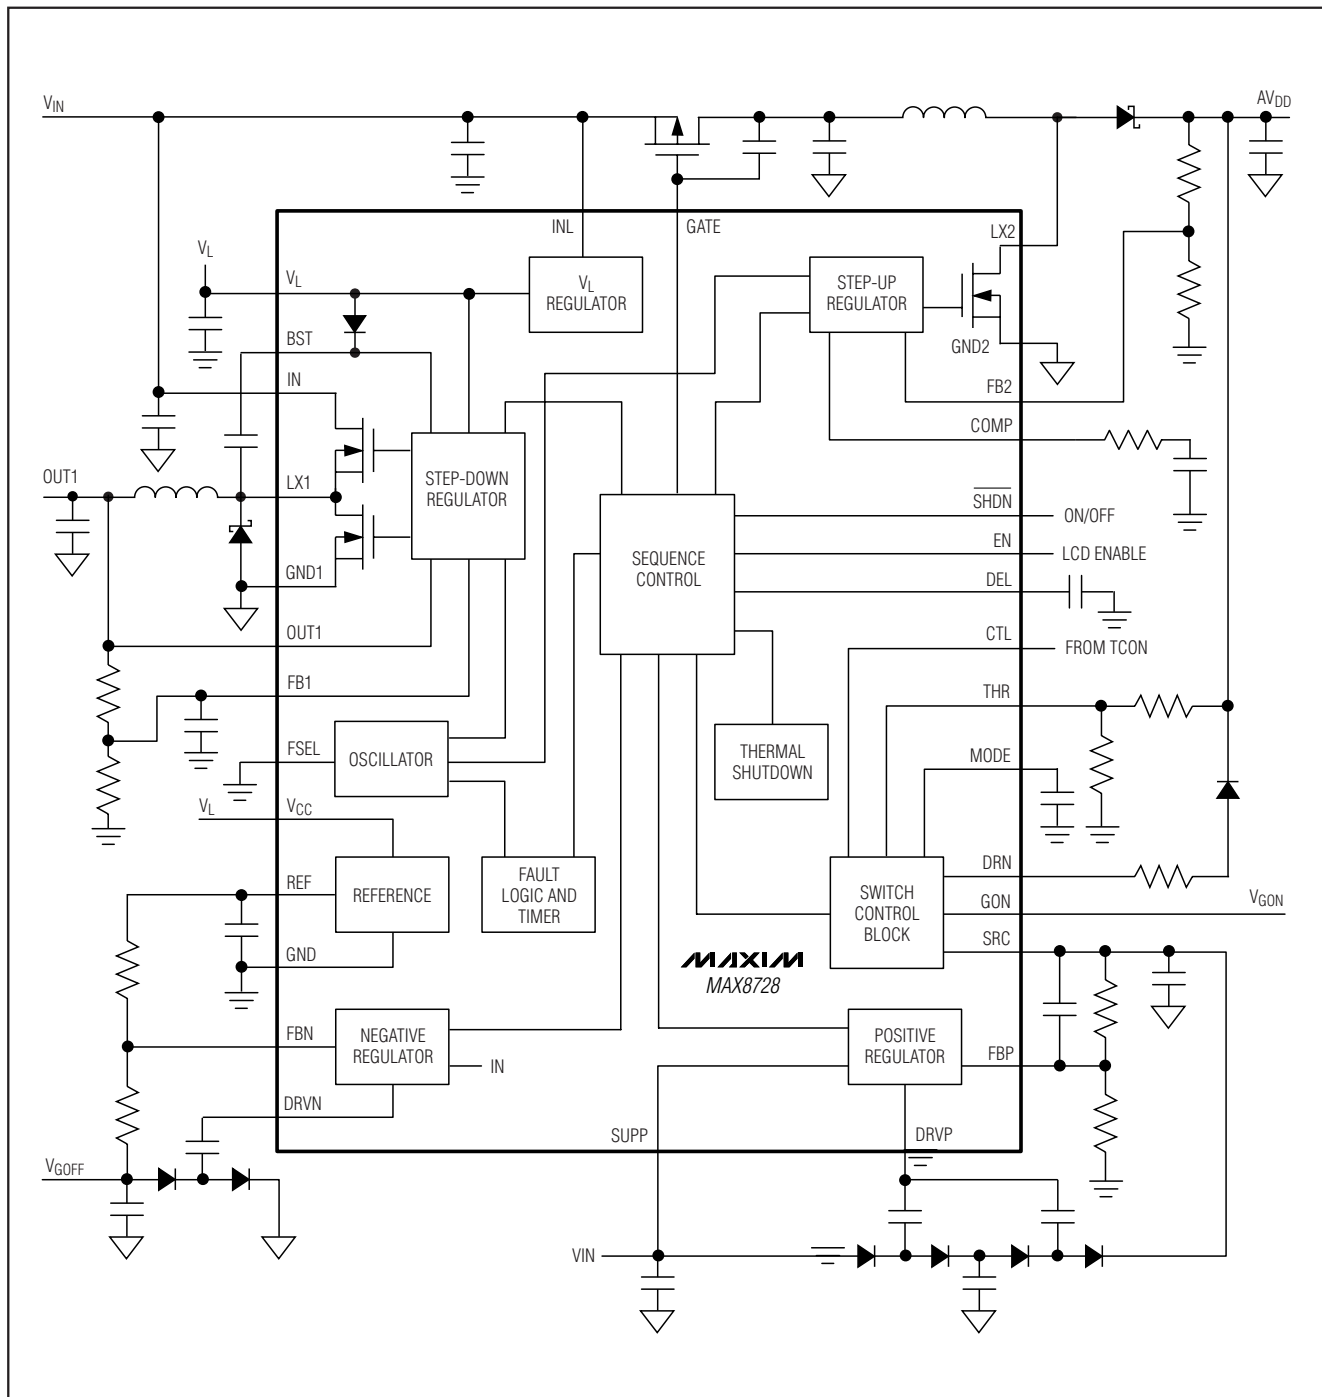 VIN
AVDD
INL
GATE
LX2
VL
VL
VL
REGULATOR
STEP-UP
REGULATOR
BST
GND2
IN
FB2
COMP
OUT1
LX1
STEP-DOWN
REGULATOR
SHDN
ON/OFF
SEQUENCE
CONTROL
EN
LCD ENABLE
GND1
DEL
OUT1
CTL
FROM TCON
FB1
THR
FSEL
OSCILLATOR
THERMAL
SHUTDOWN
MODE
VL
VCC
REF
REFERENCE
FAULT
LOGIC AND
TIMER
SWITCH
CONTROL
BLOCK
DRN
GON
VGON
SRC
GND
MAXIM
MAX8728
FBN
NEGATIVE
REGULATOR
IN
POSITIVE
REGULATOR
FBP
DRVN
SUPP
DRVP
VGOFF
VIN